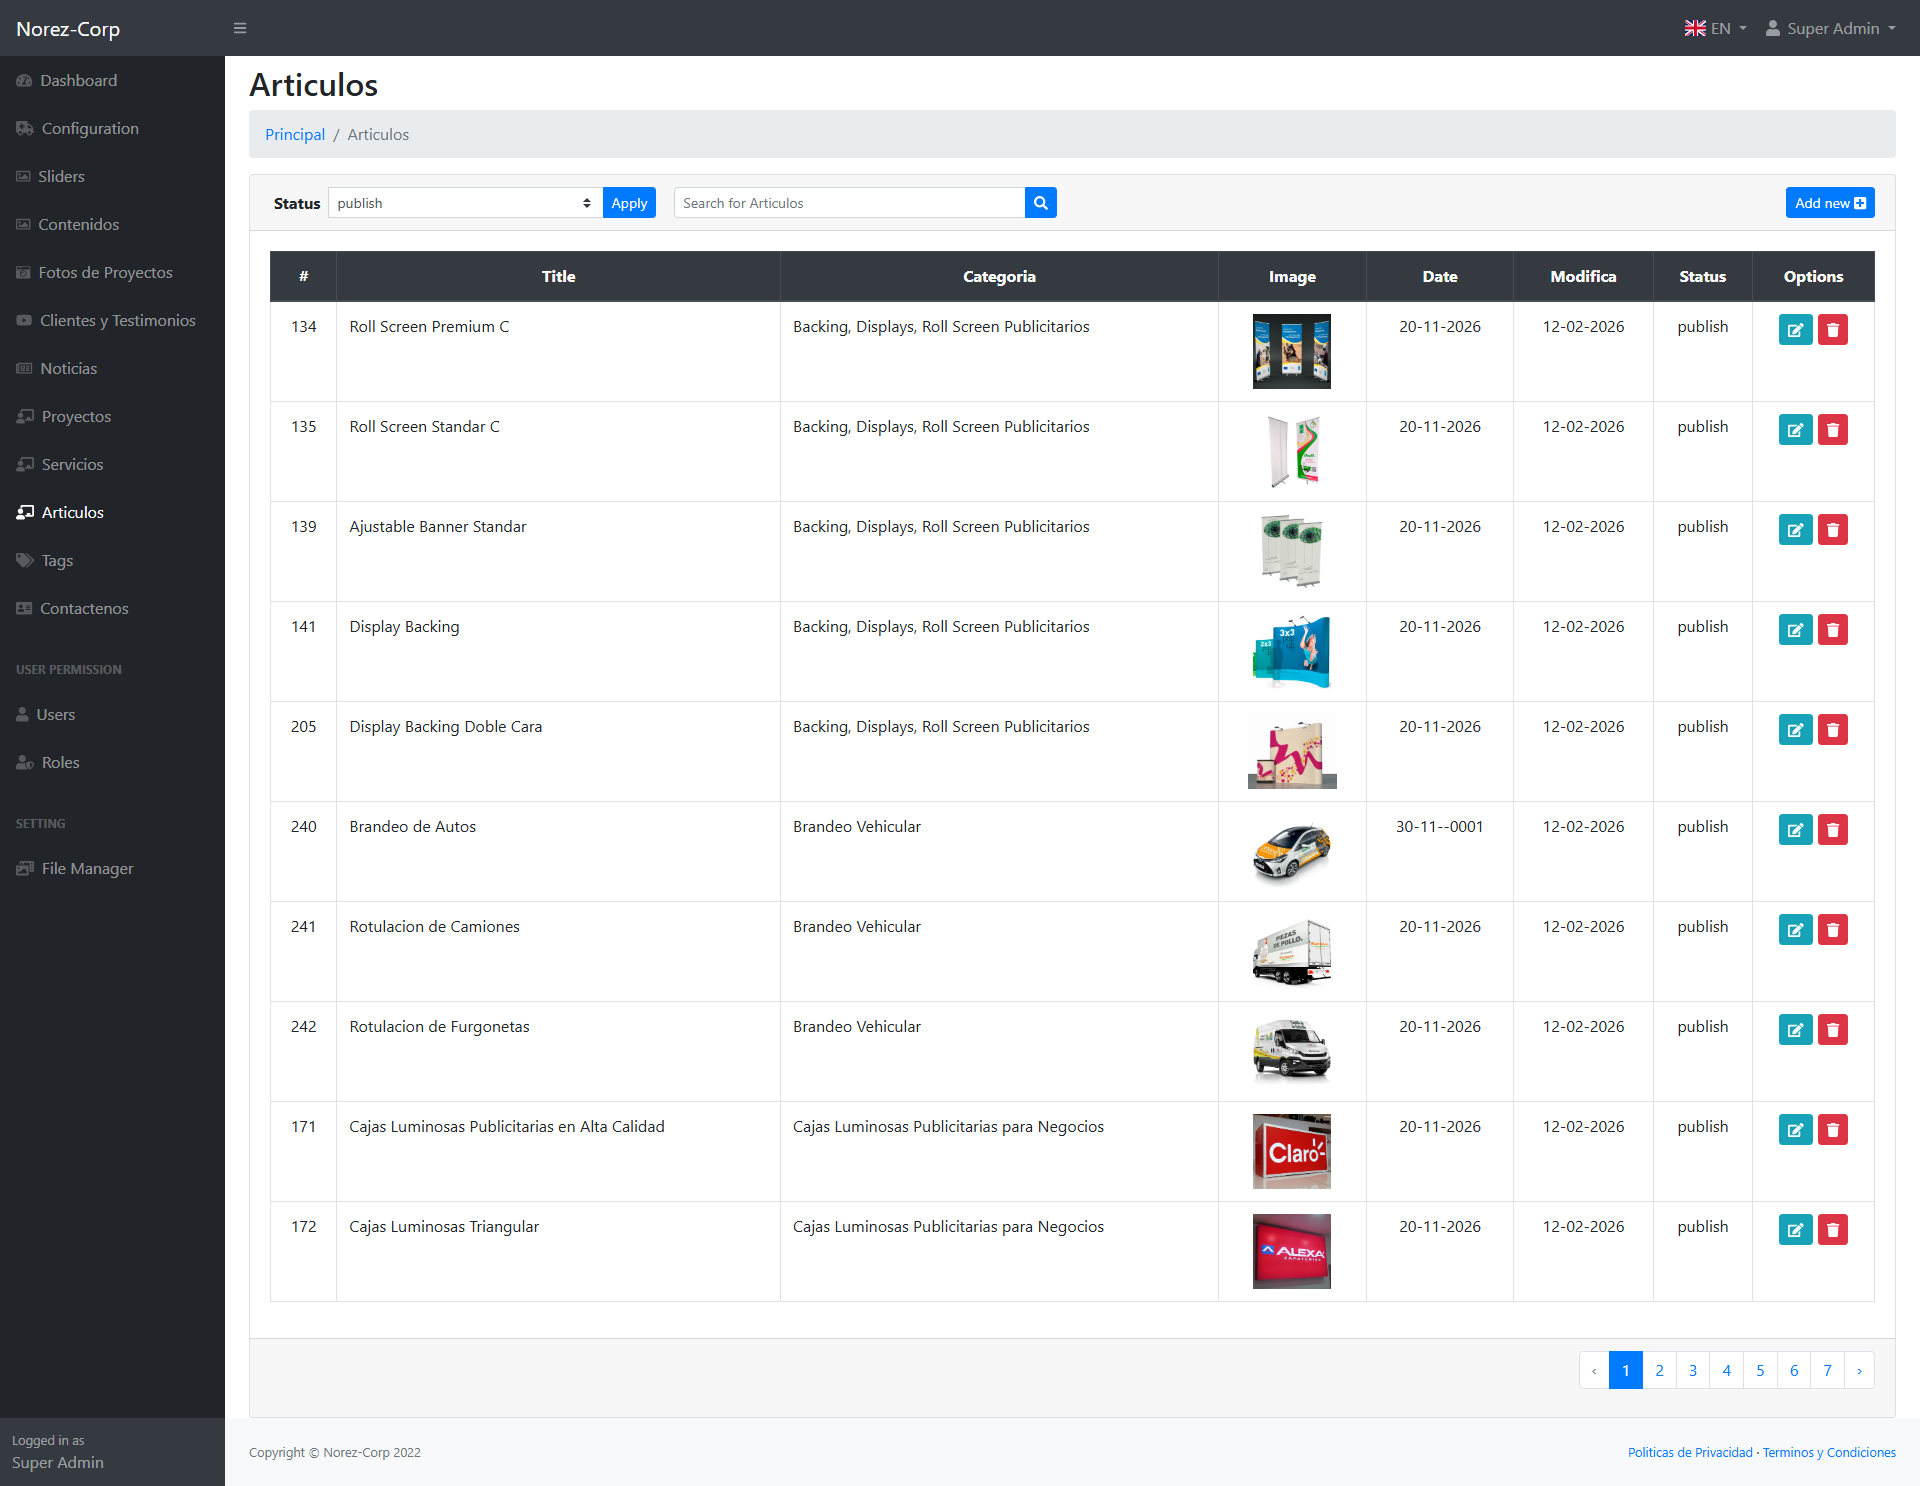 Norez-Corp
EN
Super Admin
Dashboard
Configuration
Sliders
Contenidos
Fotos de Proyectos
Clientes y Testimonios
Noticias
Proyectos
Servicios
Articulos
Tags
Contactenos
USER PERMISSION
Users
Roles
SETTING
File Manager
Logged in as
Super Admin
Articulos
Principal / Articulos
Status publish Apply Search for Articulos Add new
# Title Categoria Image Date Modifica Status Options
134 Roll Screen Premium C Backing, Displays, Roll Screen Publicitarios 20-11-2026 12-02-2026 publish
135 Roll Screen Standar C Backing, Displays, Roll Screen Publicitarios 20-11-2026 12-02-2026 publish
139 Ajustable Banner Standar Backing, Displays, Roll Screen Publicitarios 20-11-2026 12-02-2026 publish
141 Display Backing Backing, Displays, Roll Screen Publicitarios 2x3 3x3 20-11-2026 12-02-2026 publish
205 Display Backing Doble Cara Backing, Displays, Roll Screen Publicitarios 20-11-2026 12-02-2026 publish
240 Brandeo de Autos Brandeo Vehicular 30-11--0001 12-02-2026 publish
241 Rotulacion de Camiones Brandeo Vehicular PIEZAS DE POLLO. 20-11-2026 12-02-2026 publish
242 Rotulacion de Furgonetas Brandeo Vehicular 20-11-2026 12-02-2026 publish
171 Cajas Luminosas Publicitarias en Alta Calidad Cajas Luminosas Publicitarias para Negocios Claro 20-11-2026 12-02-2026 publish
172 Cajas Luminosas Triangular Cajas Luminosas Publicitarias para Negocios ALEXA ZAPATERIAS 20-11-2026 12-02-2026 publish
‹ 1 2 3 4 5 6 7 ›
Copyright © Norez-Corp 2022
Politicas de Privacidad · Terminos y Condiciones